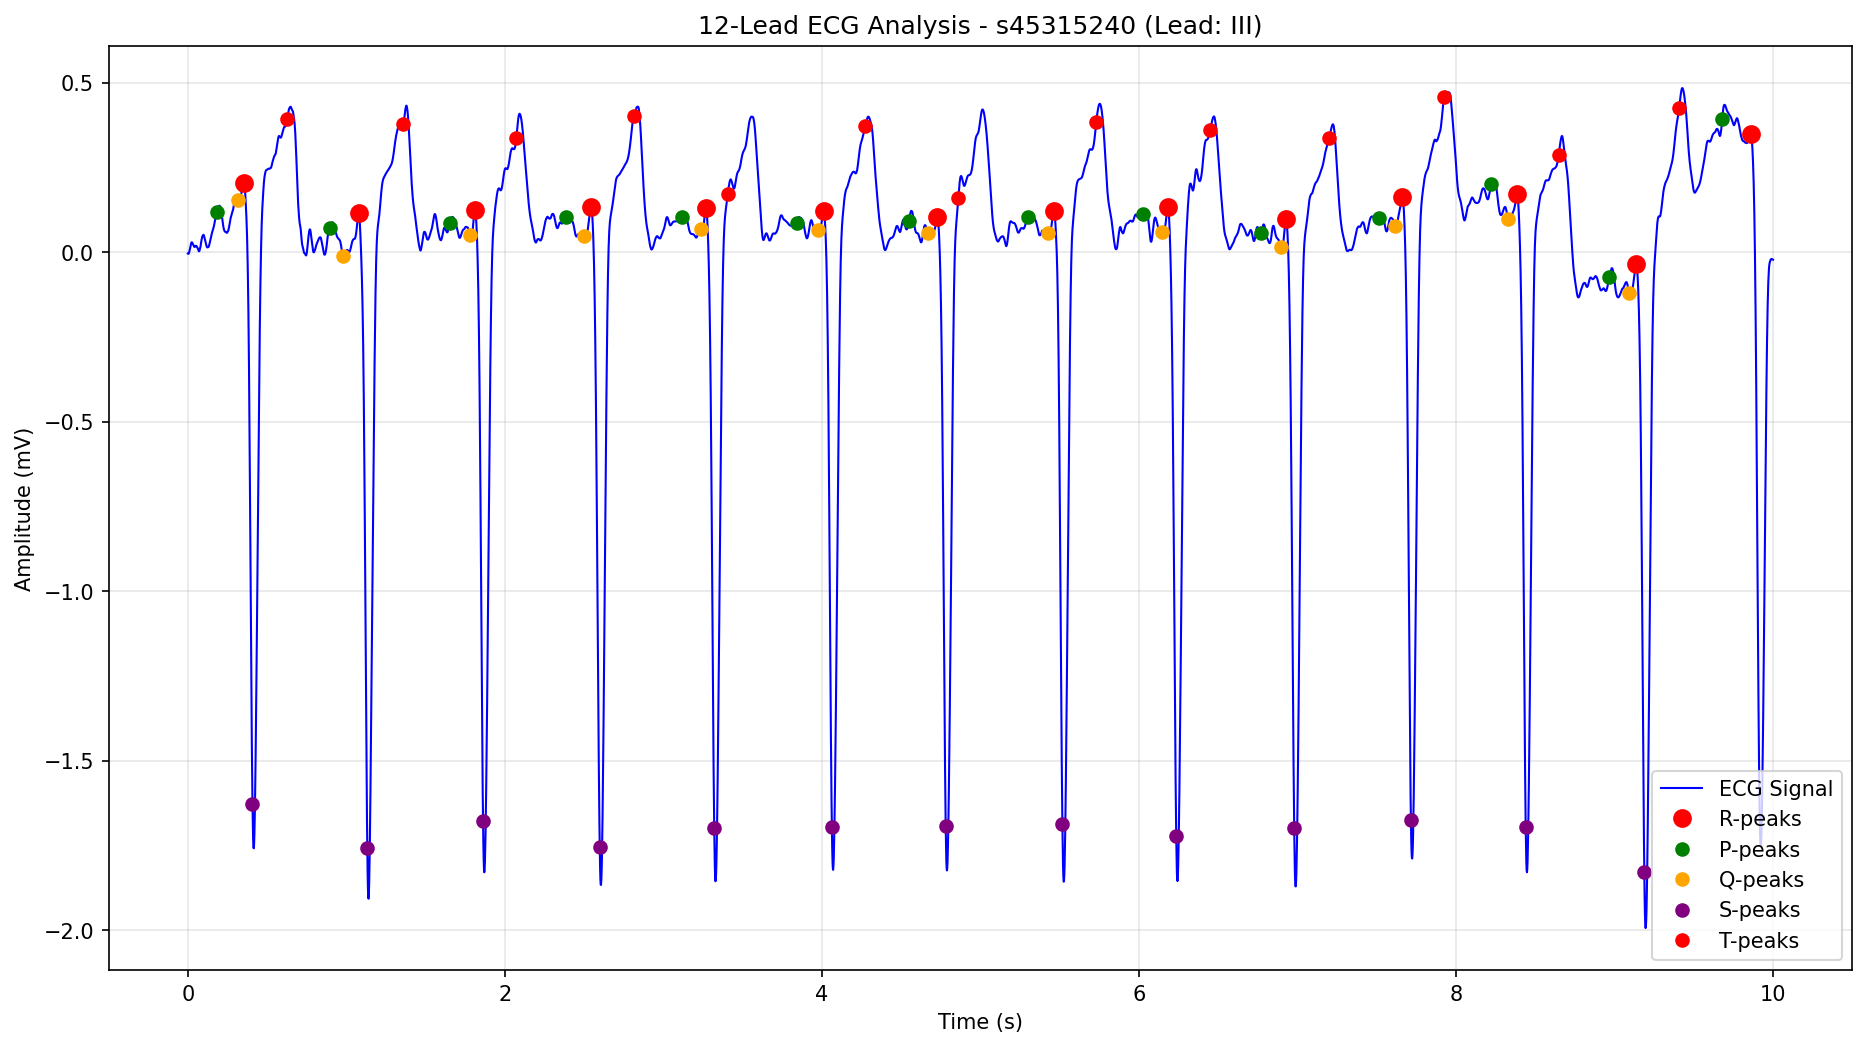 12-Lead ECG Analysis - s45315240 (Lead: III)
Amplitude (mV)
0.5
0.0
−0.5
−1.0
−1.5
−2.0
0 2 4 6 8 10
Time (s)
ECG Signal
R-peaks
P-peaks
Q-peaks
S-peaks
T-peaks